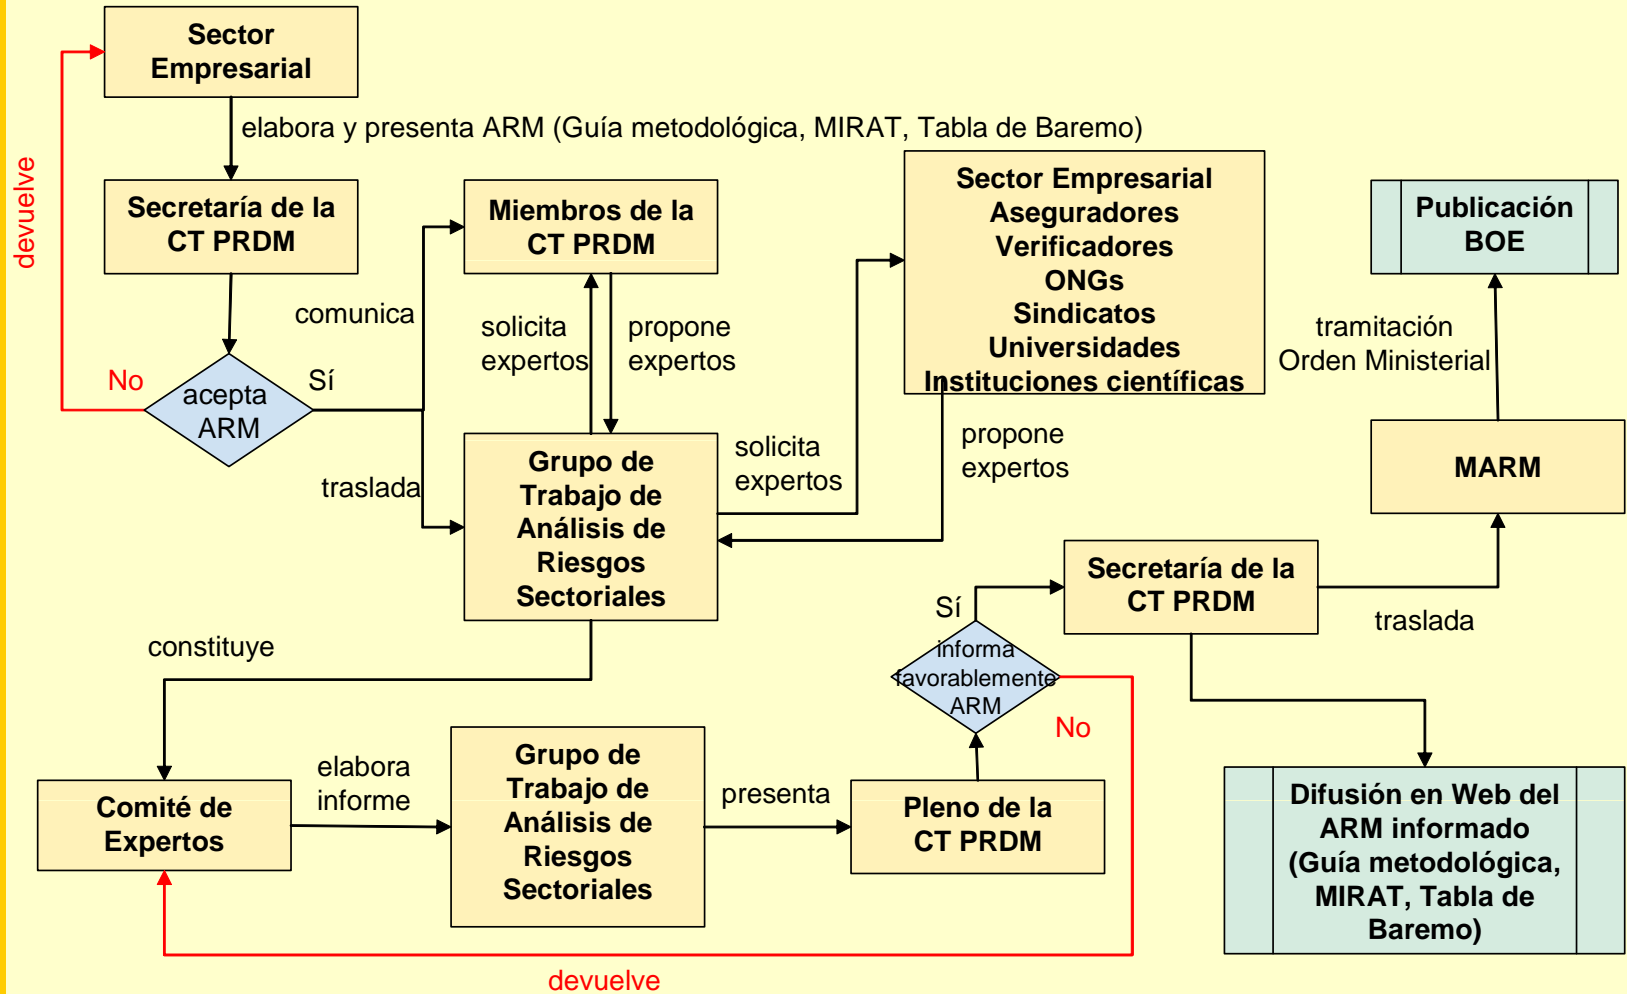 Sector
Empresarial
elabora y presenta ARM (Guía metodológica, MIRAT, Tabla de Baremo)
devuelve
Secretaría de la
CT PRDM
acepta
ARM
No
Sí
comunica
traslada
Miembros de la
CT PRDM
solicita
expertos
propone
expertos
Grupo de
Trabajo de
Análisis de
Riesgos
Sectoriales
solicita
expertos
Sector Empresarial
Aseguradores
Verificadores
ONGs
Sindicatos
Universidades
Instituciones científicas
propone
expertos
constituye
Comité de
Expertos
elabora
informe
Grupo de
Trabajo de
Análisis de
Riesgos
Sectoriales
presenta
Pleno de la
CT PRDM
informa
favorablemente
ARM
Sí
No
devuelve
Secretaría de la
CT PRDM
traslada
MARM
tramitación
Orden Ministerial
Publicación
BOE
Difusión en Web del
ARM informado
(Guía metodológica,
MIRAT, Tabla de
Baremo)